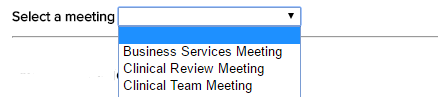 Select a meeting
Business Services Meeting
Clinical Review Meeting
Clinical Team Meeting